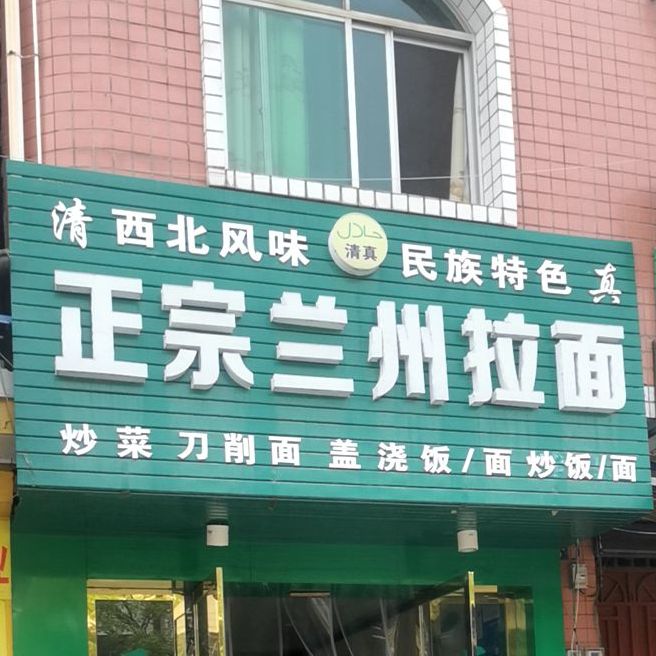 清 西北风味 حلال 清真 民族特色 真
正宗兰州拉面
炒菜 刀削面 盖浇饭/面 炒饭/面